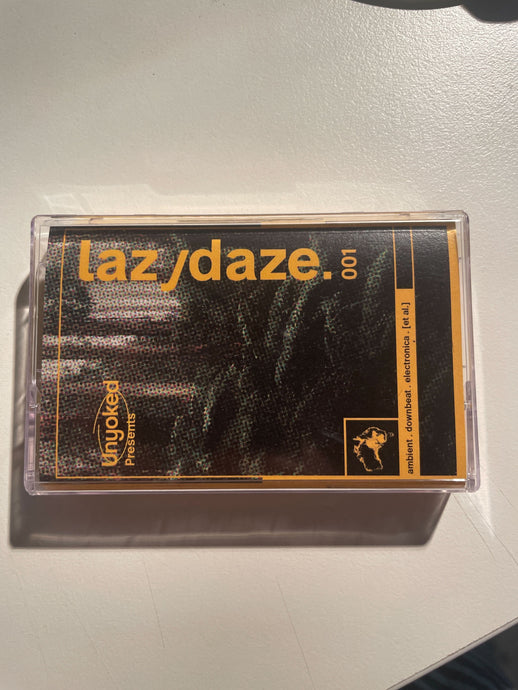 lazydaze.
001
unyoked
Presents
ambient . downbeat . electronica . [et al.]